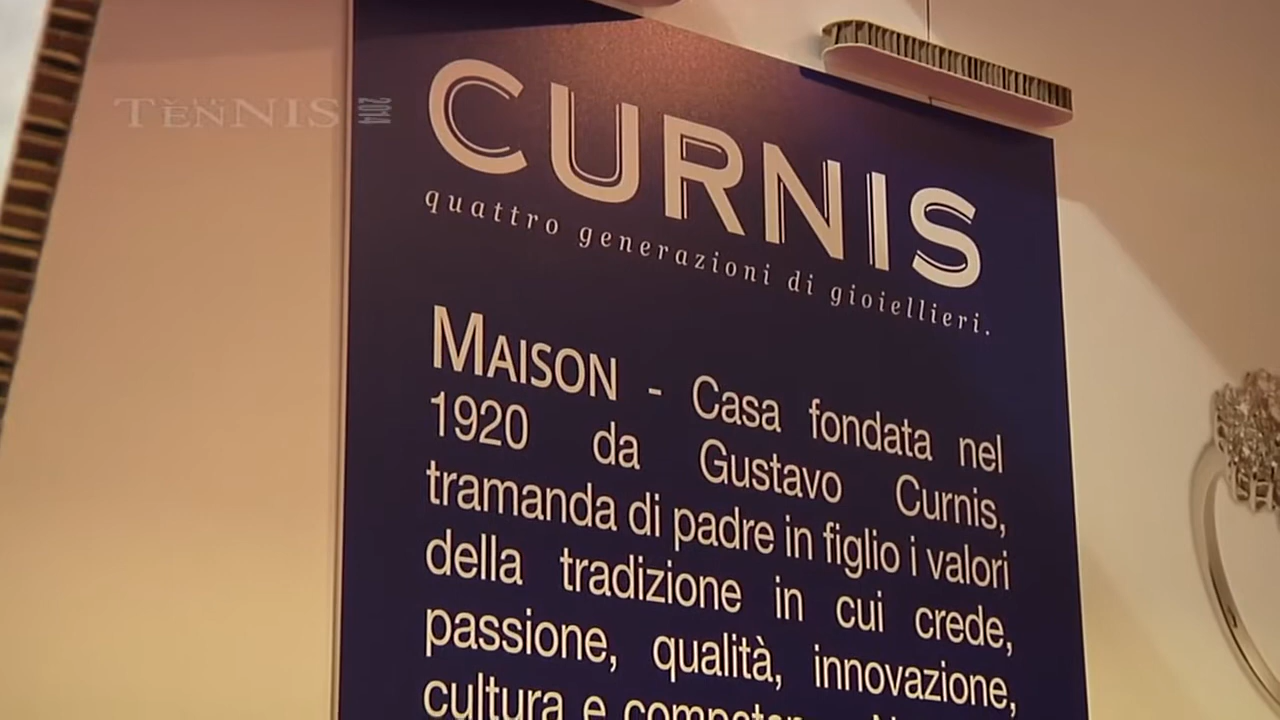 TENNIS 2014
CURNIS
quattro generazioni di gioiellieri.
MAISON - Casa fondata nel
1920 da Gustavo Curnis,
tramanda di padre in figlio i valori
della tradizione in cui crede,
passione, qualità, innovazione,
cultura e